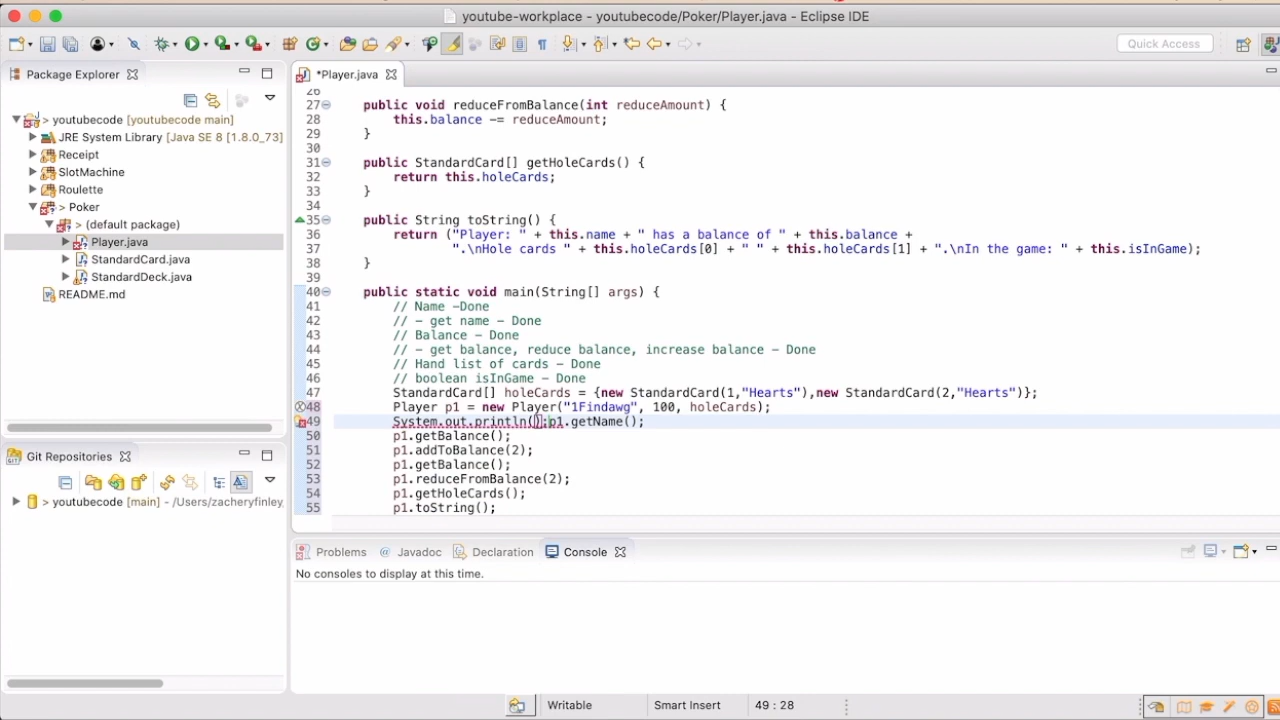 youtube-workplace - youtubecode/Poker/Player.java - Eclipse IDE
Quick Access
Package Explorer
> youtubecode [youtubecode main]
JRE System Library [Java SE 8 [1.8.0_73]
Receipt
SlotMachine
Roulette
> Poker
> (default package)
Player.java
StandardCard.java
StandardDeck.java
README.md
Git Repositories
> youtubecode [main] - /Users/zacheryfinley
*Player.java
26
27 public void reduceFromBalance(int reduceAmount) {
28 this.balance -= reduceAmount;
29 }
30
31 public StandardCard[] getHoleCards() {
32 return this.holeCards;
33 }
34
35 public String toString() {
36 return ("Player: " + this.name + " has a balance of " + this.balance +
37 ".\nHole cards " + this.holeCards[0] + " " + this.holeCards[1] + ".\nIn the game: " + this.isInGame);
38 }
39
40 public static void main(String[] args) {
41 // Name -Done
42 // - get name - Done
43 // Balance - Done
44 // - get balance, reduce balance, increase balance - Done
45 // Hand list of cards - Done
46 // boolean isInGame - Done
47 StandardCard[] holeCards = {new StandardCard(1,"Hearts"),new StandardCard(2,"Hearts")};
48 Player p1 = new Player("1Findawg", 100, holeCards);
49 System.out.println();p1.getName();
50 p1.getBalance();
51 p1.addToBalance(2);
52 p1.getBalance();
53 p1.reduceFromBalance(2);
54 p1.getHoleCards();
55 p1.toString();
Problems @ Javadoc Declaration Console
No consoles to display at this time.
Writable Smart Insert 49 : 28